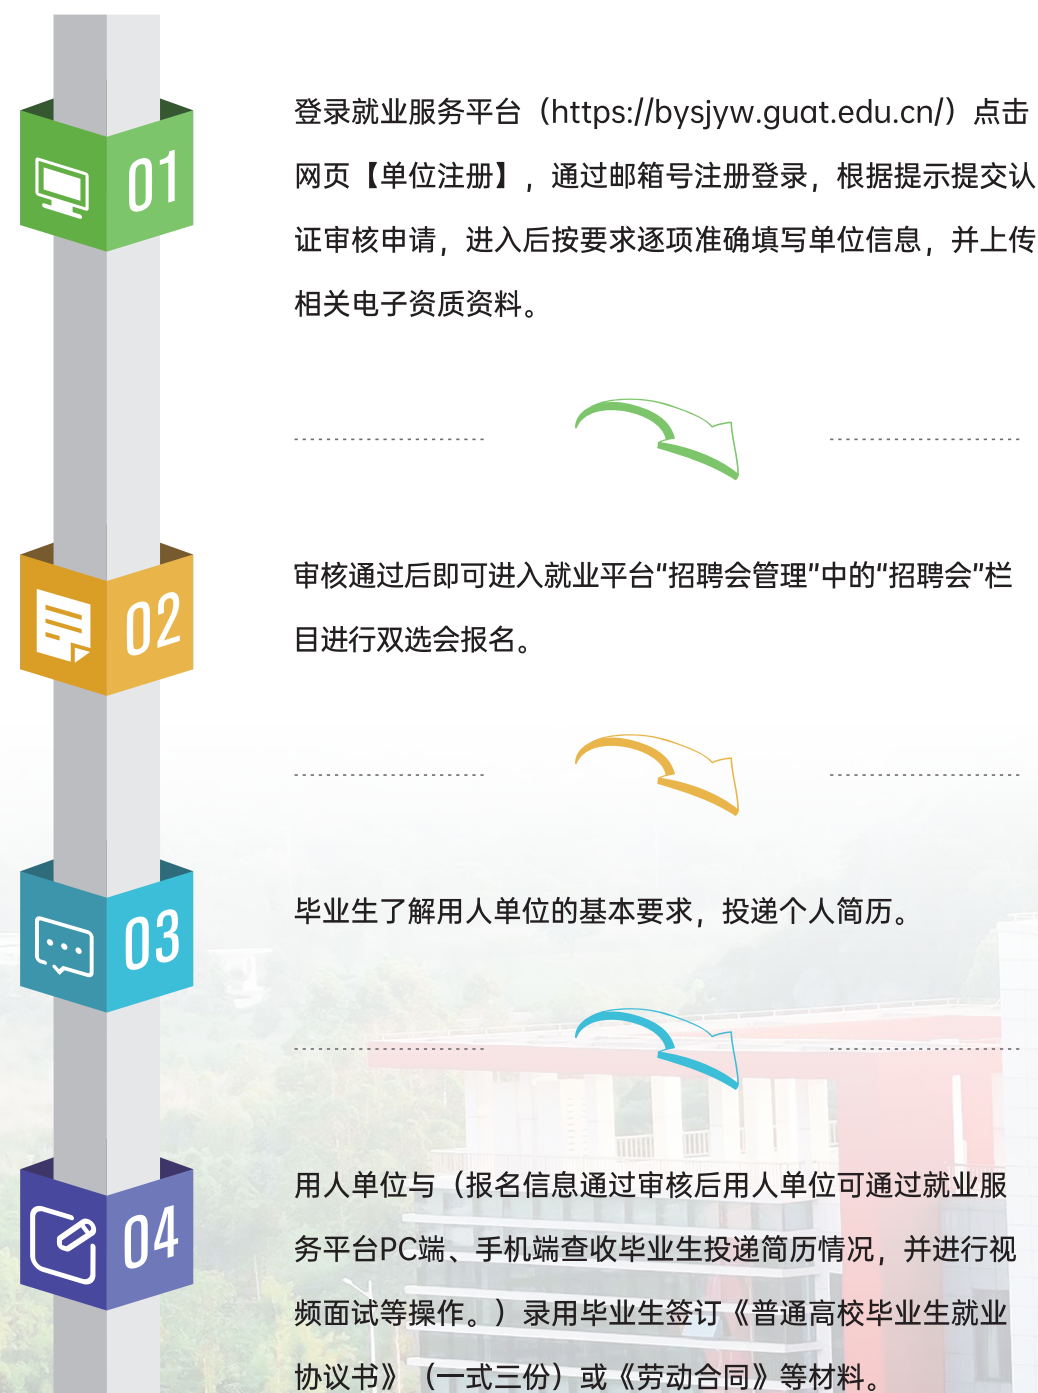 01
登录就业服务平台（https://bysjyw.guat.edu.cn/）点击
网页【单位注册】，通过邮箱号注册登录，根据提示提交认
证审核申请，进入后按要求逐项准确填写单位信息，并上传
相关电子资质资料。
02
审核通过后即可进入就业平台“招聘会管理”中的“招聘会”栏
目进行双选会报名。
03
毕业生了解用人单位的基本要求，投递个人简历。
04
用人单位与（报名信息通过审核后用人单位可通过就业服
务平台PC端、手机端查收毕业生投递简历情况，并进行视
频面试等操作。）录用毕业生签订《普通高校毕业生就业
协议书》（一式三份）或《劳动合同》等材料。